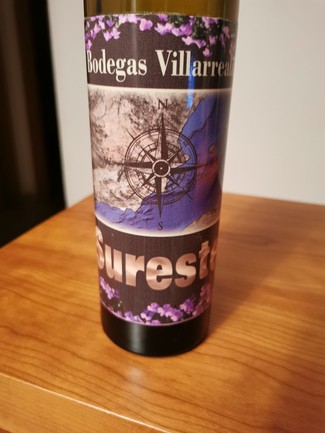 Bodegas Villarreal
N
S
Sureste